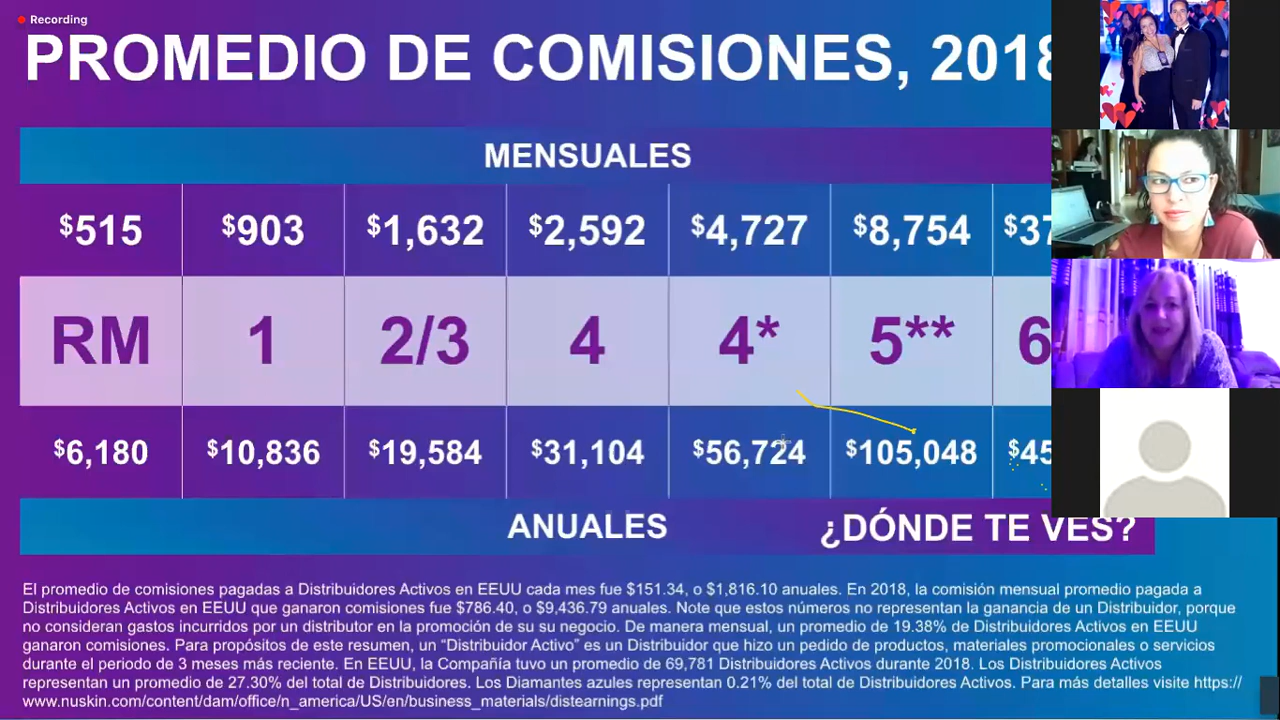 Recording
PROMEDIO DE COMISIONES, 2018
MENSUALES
$515 $903 $1,632 $2,592 $4,727 $8,754 $37
RM 1 2/3 4 4* 5** 6
$6,180 $10,836 $19,584 $31,104 $56,724 $105,048 $45
ANUALES ¿DÓNDE TE VES?
El promedio de comisiones pagadas a Distribuidores Activos en EEUU cada mes fue $151.34, o $1,816.10 anuales. En 2018, la comisión mensual promedio pagada a
Distribuidores Activos en EEUU que ganaron comisiones fue $786.40, o $9,436.79 anuales. Note que estos números no representan la ganancia de un Distribuidor, porque
no consideran gastos incurridos por un distributor en la promoción de su su negocio. De manera mensual, un promedio de 19.38% de Distribuidores Activos en EEUU
ganaron comisiones. Para propósitos de este resumen, un “Distribuidor Activo” es un Distribuidor que hizo un pedido de productos, materiales promocionales o servicios
durante el periodo de 3 meses más reciente. En EEUU, la Compañía tuvo un promedio de 69,781 Distribuidores Activos durante 2018. Los Distribuidores Activos
representan un promedio de 27.30% del total de Distribuidores. Los Diamantes azules representan 0.21% del total de Distribuidores Activos. Para más detalles visite https://
www.nuskin.com/content/dam/office/n_america/US/en/business_materials/distearnings.pdf